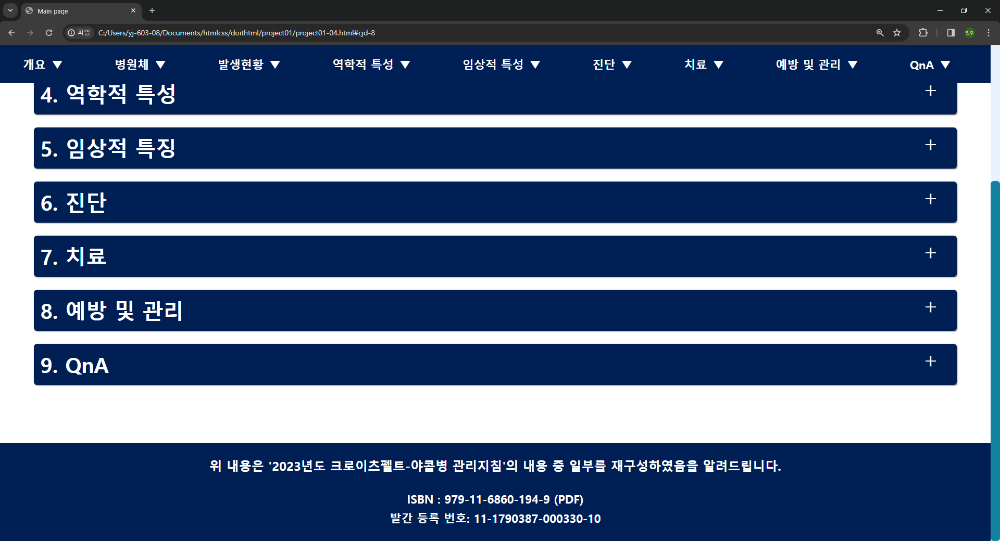 Main page
파일
C:/Users/yj-603-08/Documents/htmlcss/doithtml/project01/project01-04.html#cjd-8
민주
개요 ▼ 병원체 ▼ 발생현황 ▼ 역학적 특성 ▼ 임상적 특성 ▼ 진단 ▼ 치료 ▼ 예방 및 관리 ▼ QnA ▼
4. 역학적 특성 +
5. 임상적 특징 +
6. 진단 +
7. 치료 +
8. 예방 및 관리 +
9. QnA +
위 내용은 '2023년도 크로이츠펠트-야콥병 관리지침'의 내용 중 일부를 재구성하였음을 알려드립니다.
ISBN : 979-11-6860-194-9 (PDF)
발간 등록 번호: 11-1790387-000330-10